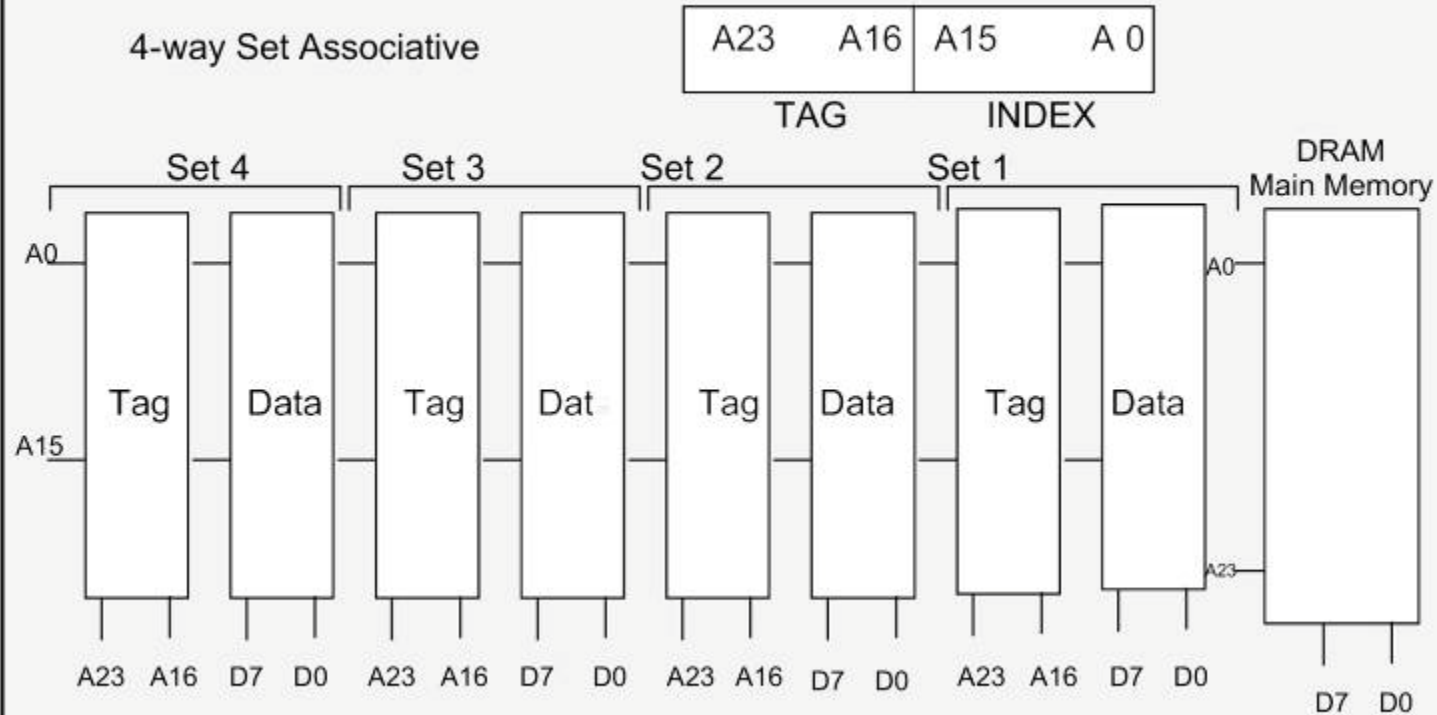 4-way Set Associative
A23 A16 A15 A 0
TAG INDEX
Set 4 Set 3 Set 2 Set 1
DRAM
Main Memory
A0 A0
Tag Data Tag Dat Tag Data Tag Data
A15
A23
A23 A16 D7 D0 A23 A16 D7 D0 A23 A16 D7 D0 A23 A16 D7 D0
D7 D0